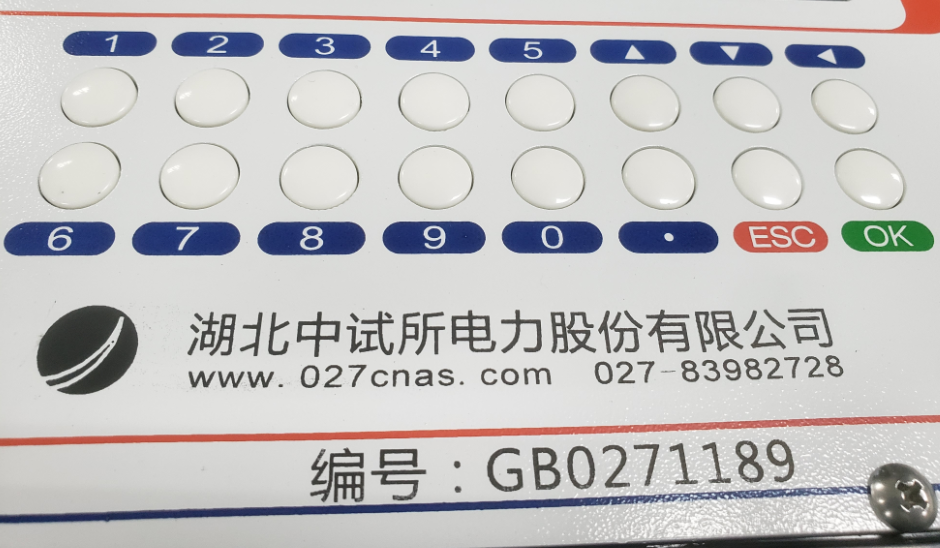 1 2 3 4 5 ▲ ▼ ◀
6 7 8 9 0 . ESC OK
湖北中试所电力股份有限公司
www.027cnas.com 027-83982728
编号:GB0271189